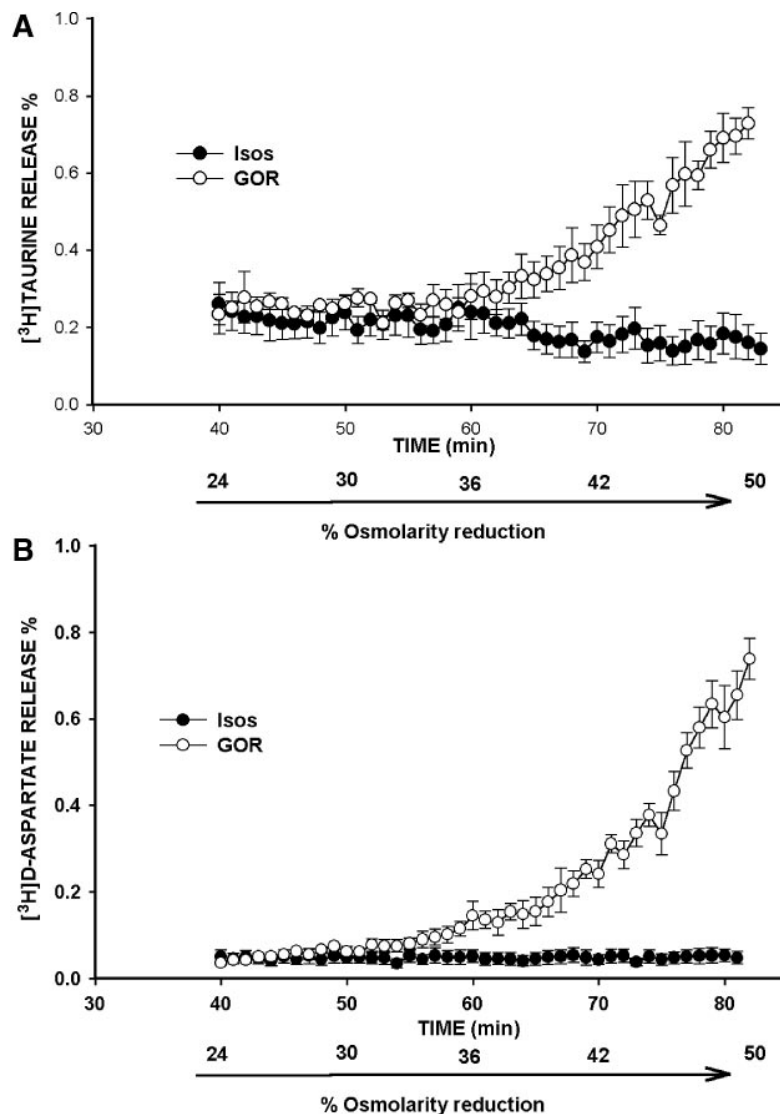 A
1.0
0.8
0.6
0.4
0.2
0.0
[³H]TAURINE RELEASE %
Isos
GOR
30 40 50 60 70 80
TIME (min)
24 30 36 42 50
% Osmolarity reduction
B
1.0
0.8
0.6
0.4
0.2
0.0
[³H]D-ASPARTATE RELEASE %
Isos
GOR
30 40 50 60 70 80
TIME (min)
24 30 36 42 50
% Osmolarity reduction